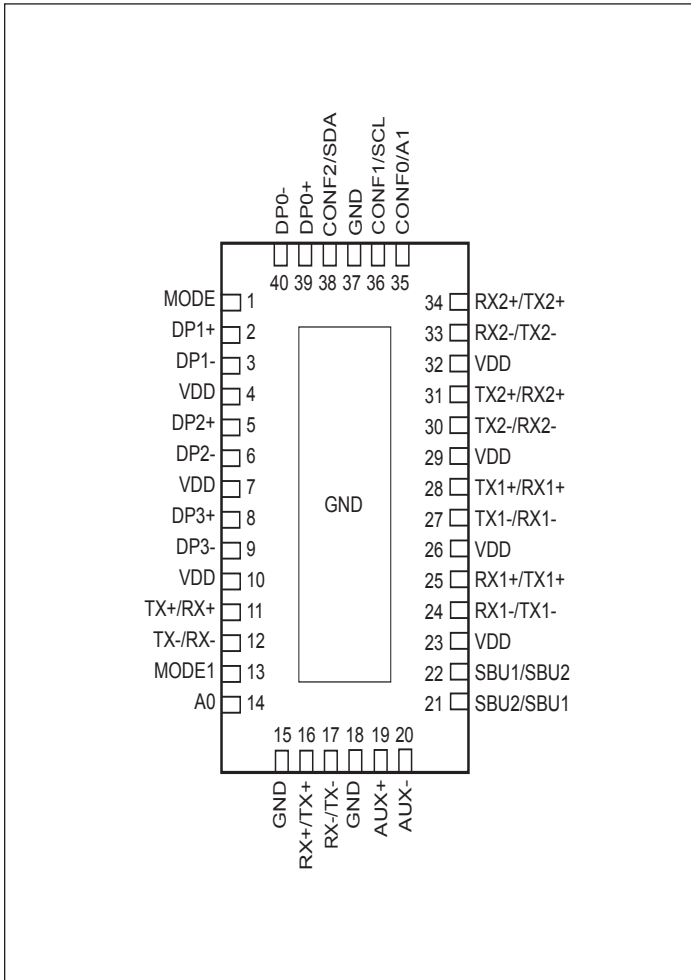 DP0-
DP0+
CONF2/SDA
GND
CONF1/SCL
CONF0/A1
40 39 38 37 36 35
MODE 1
DP1+ 2
DP1- 3
VDD 4
DP2+ 5
DP2- 6
VDD 7
DP3+ 8
DP3- 9
VDD 10
TX+/RX+ 11
TX-/RX- 12
MODE1 13
A0 14
GND
34 RX2+/TX2+
33 RX2-/TX2-
32 VDD
31 TX2+/RX2+
30 TX2-/RX2-
29 VDD
28 TX1+/RX1+
27 TX1-/RX1-
26 VDD
25 RX1+/TX1+
24 RX1-/TX1-
23 VDD
22 SBU1/SBU2
21 SBU2/SBU1
15 16 17 18 19 20
GND
RX+/TX+
RX-/TX-
GND
AUX+
AUX-